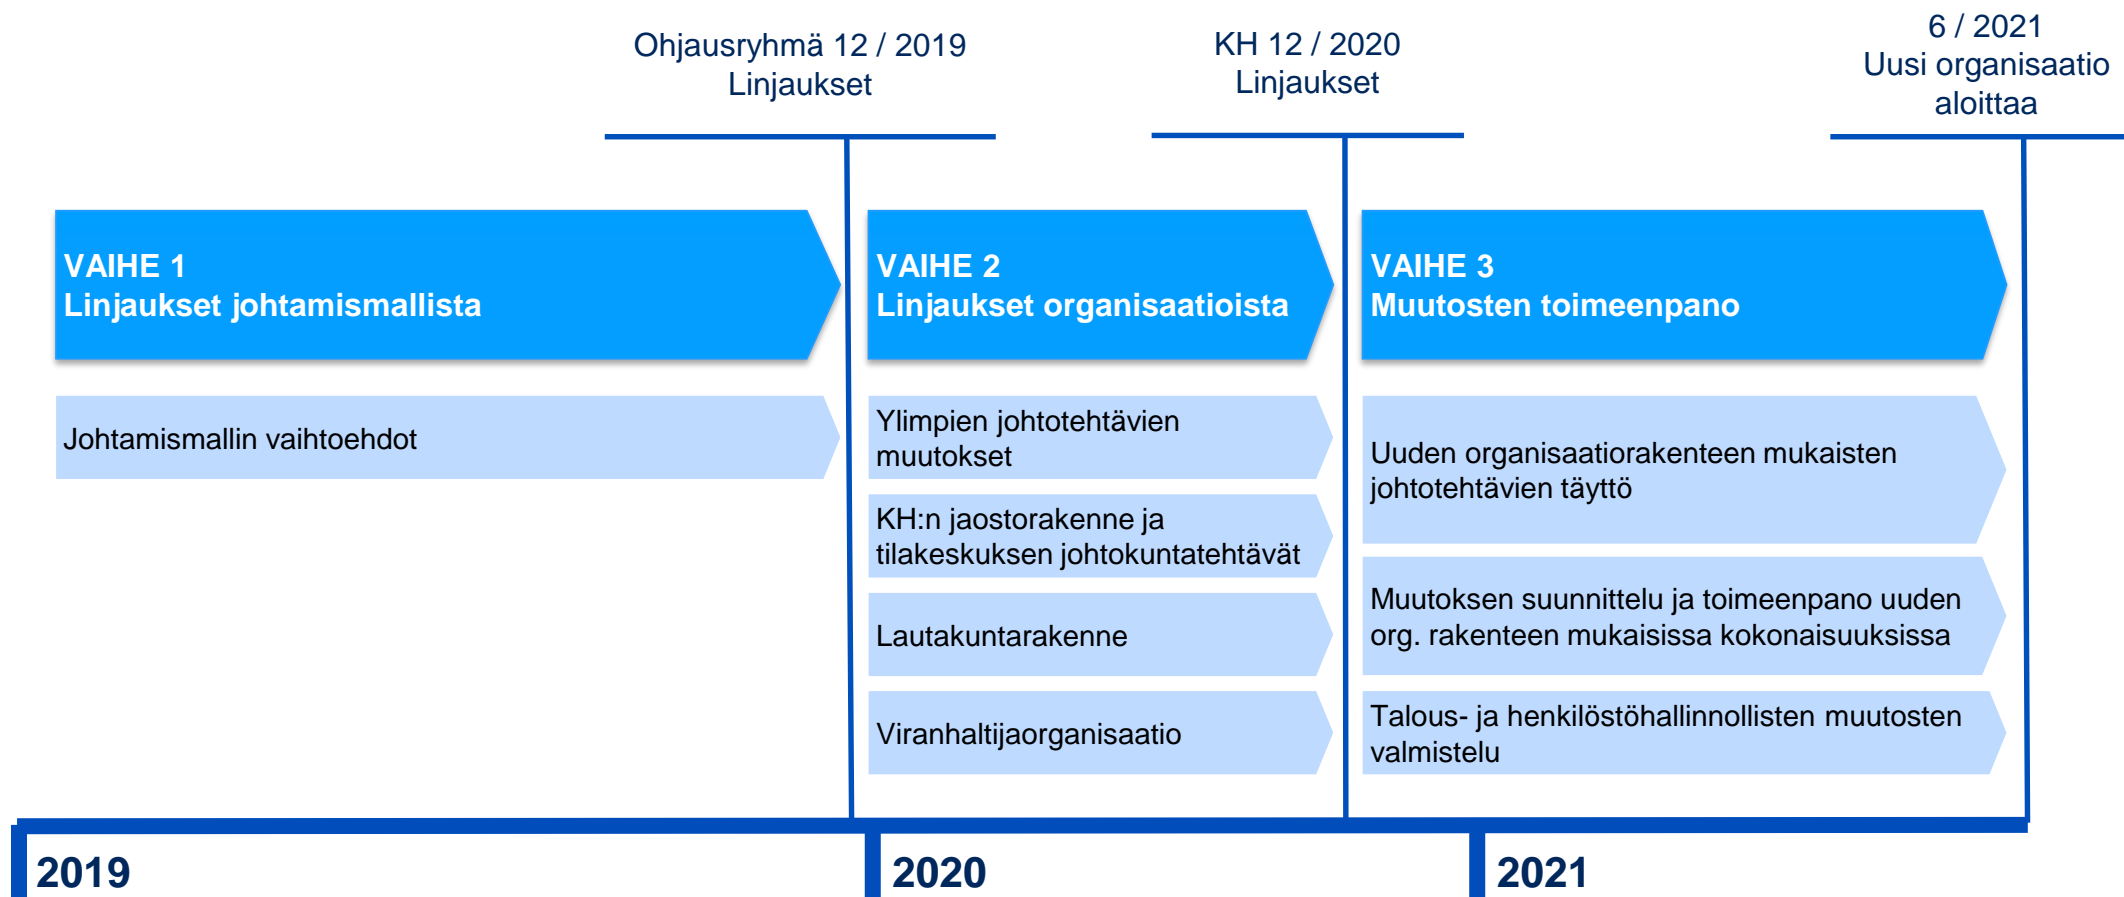 Ohjausryhmä 12 / 2019
Linjaukset
KH 12 / 2020
Linjaukset
6 / 2021
Uusi organisaatio
aloittaa
VAIHE 1
Linjaukset johtamismallista
VAIHE 2
Linjaukset organisaatioista
VAIHE 3
Muutosten toimeenpano
Johtamismallin vaihtoehdot
Ylimpien johtotehtävien
muutokset
KH:n jaostorakenne ja
tilakeskuksen johtokuntatehtävät
Lautakuntarakenne
Viranhaltijaorganisaatio
Uuden organisaatiorakenteen mukaisten
johtotehtävien täyttö
Muutoksen suunnittelu ja toimeenpano uuden
org. rakenteen mukaisissa kokonaisuuksissa
Talous- ja henkilöstöhallinnollisten muutosten
valmistelu
2019
2020
2021